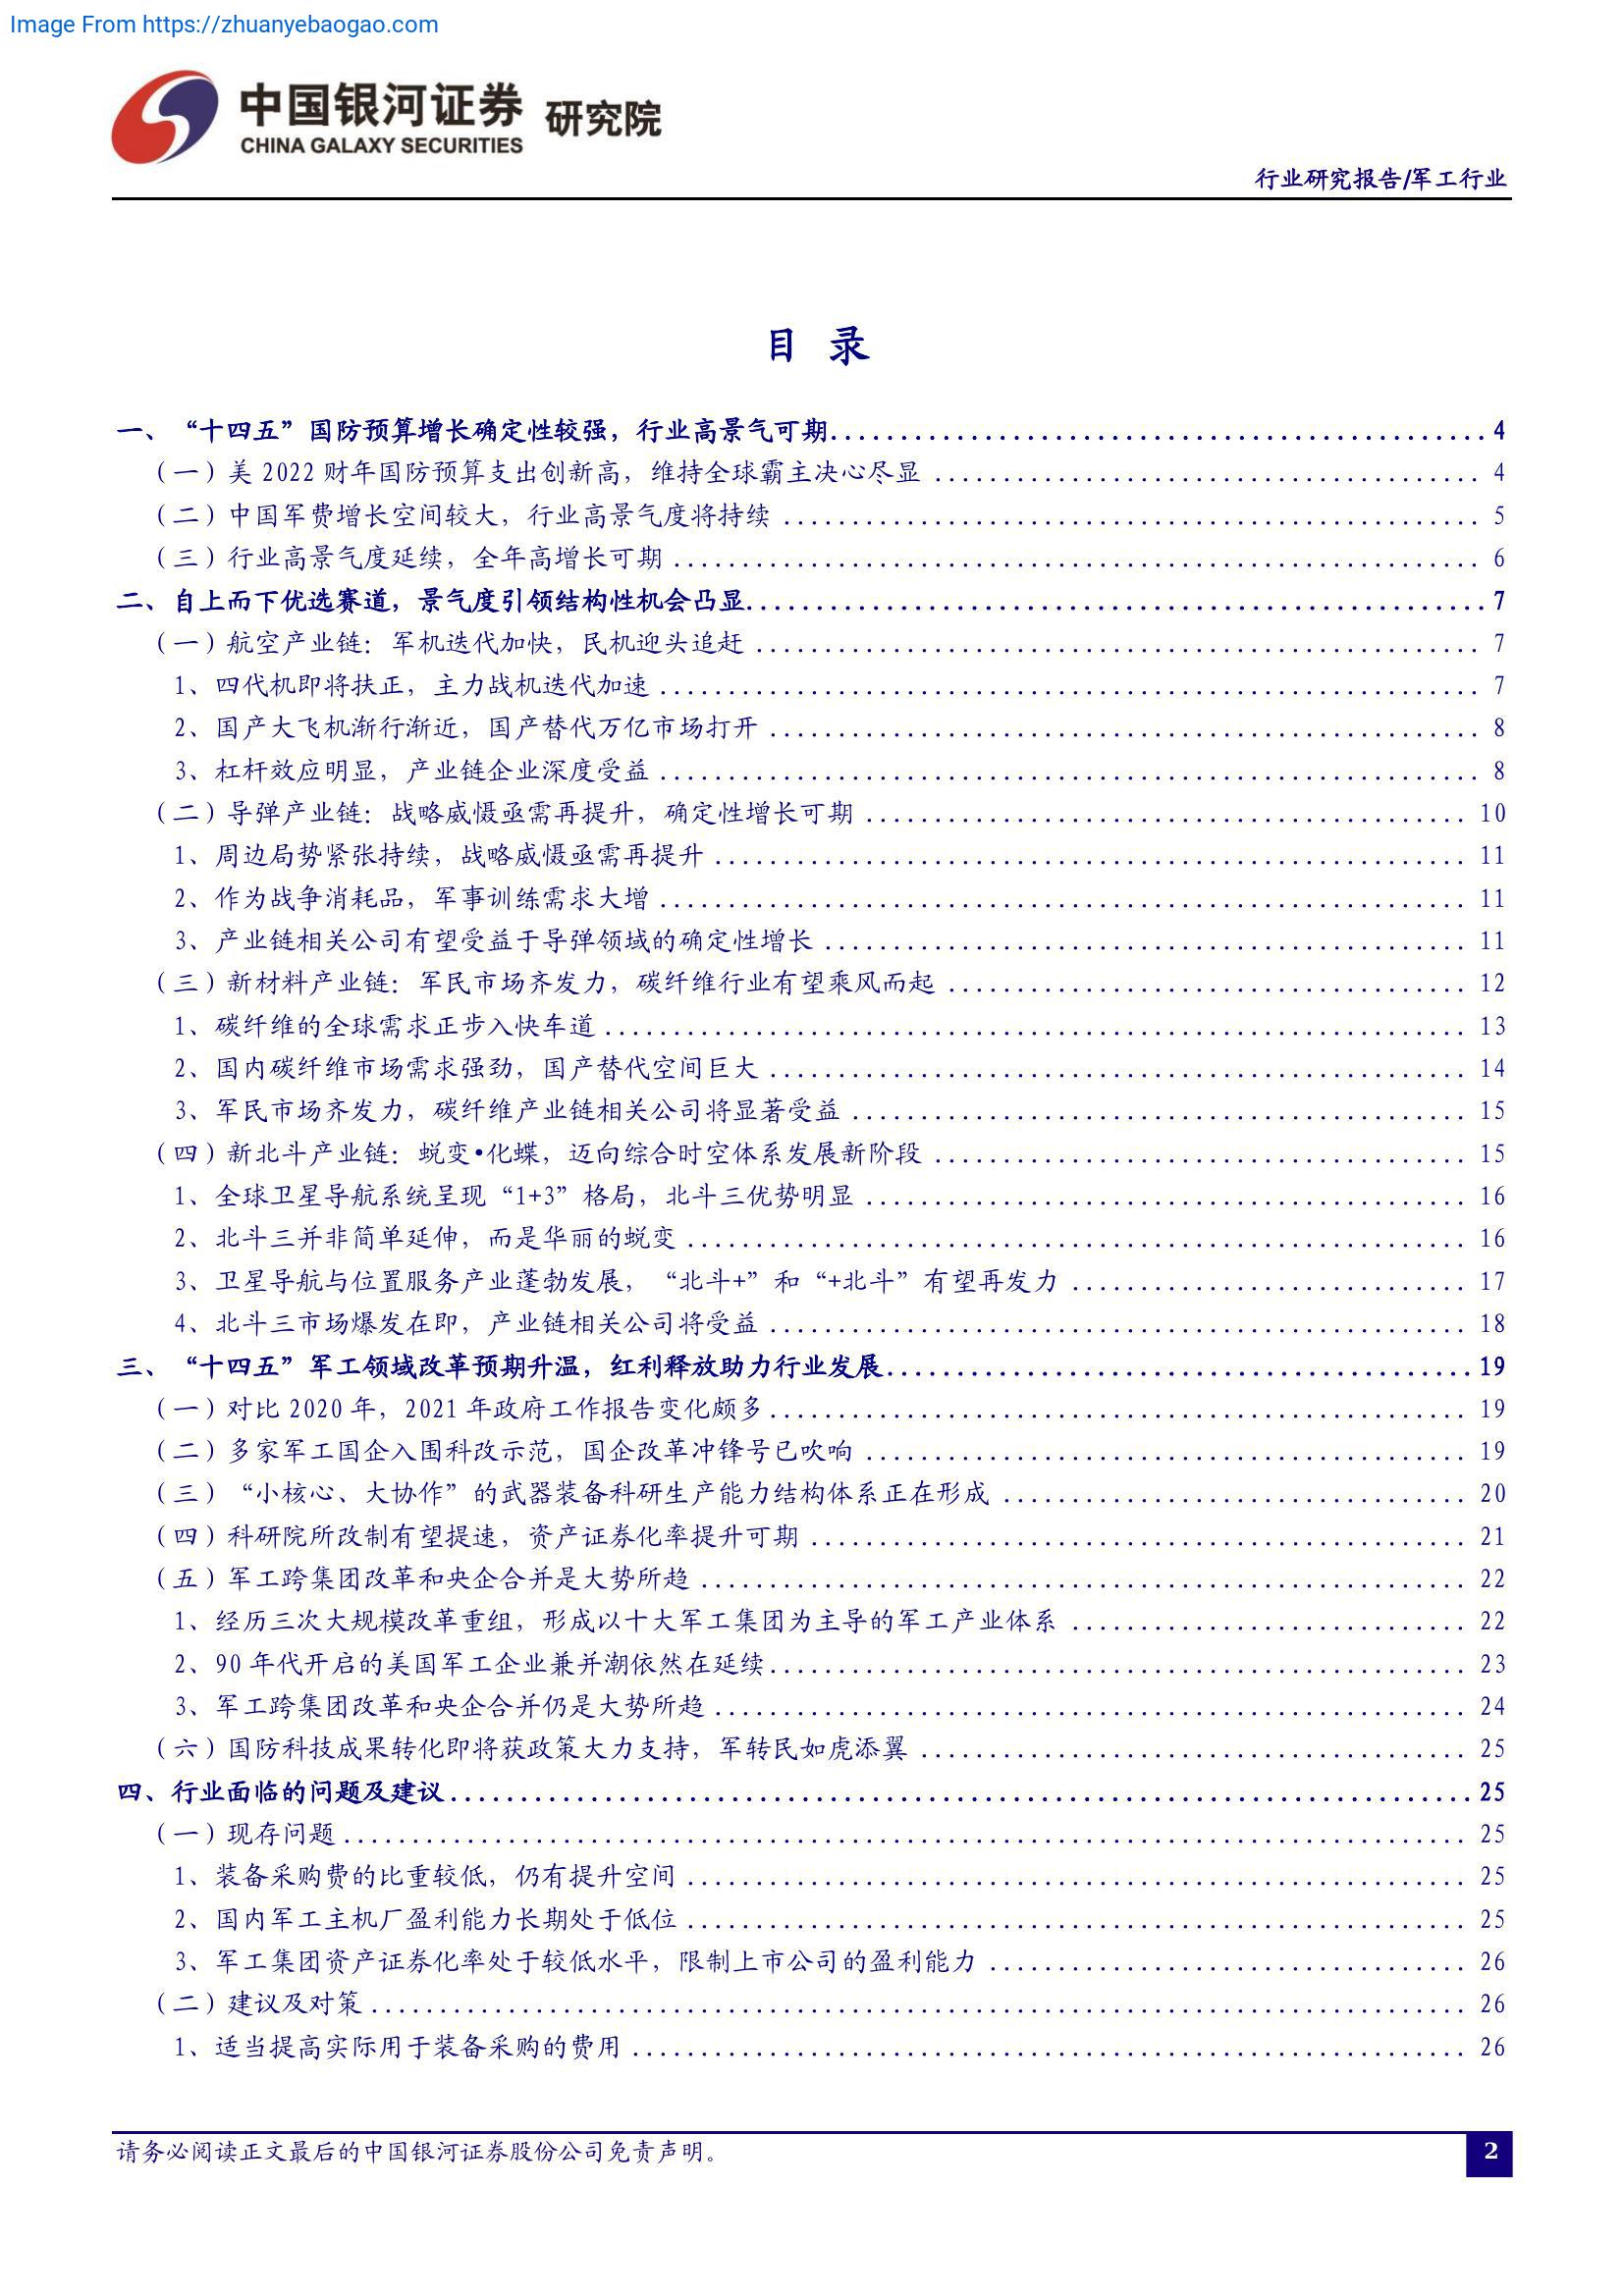 Image From https://zhuanyebaogao.com
中国银河证券 研究院
CHINA GALAXY SECURITIES
行业研究报告/军工行业
目 录
一、“十四五”国防预算增长确定性较强，行业高景气可期 4
（一）美 2022 财年国防预算支出创新高，维持全球霸主决心尽显 4
（二）中国军费增长空间较大，行业高景气度将持续 5
（三）行业高景气度延续，全年高增长可期 6
二、自上而下优选赛道，景气度引领结构性机会凸显 7
（一）航空产业链：军机迭代加快，民机迎头追赶 7
1、四代机即将扶正，主力战机迭代加速 7
2、国产大飞机渐行渐近，国产替代万亿市场打开 8
3、杠杆效应明显，产业链企业深度受益 8
（二）导弹产业链：战略威慑亟需再提升，确定性增长可期 10
1、周边局势紧张持续，战略威慑亟需再提升 11
2、作为战争消耗品，军事训练需求大增 11
3、产业链相关公司有望受益于导弹领域的确定性增长 11
（三）新材料产业链：军民市场齐发力，碳纤维行业有望乘风而起 12
1、碳纤维的全球需求正步入快车道 13
2、国内碳纤维市场需求强劲，国产替代空间巨大 14
3、军民市场齐发力，碳纤维产业链相关公司将显著受益 15
（四）新北斗产业链：蜕变•化蝶，迈向综合时空体系发展新阶段 15
1、全球卫星导航系统呈现“1+3”格局，北斗三优势明显 16
2、北斗三并非简单延伸，而是华丽的蜕变 16
3、卫星导航与位置服务产业蓬勃发展，“北斗+”和“+北斗”有望再发力 17
4、北斗三市场爆发在即，产业链相关公司将受益 18
三、“十四五”军工领域改革预期升温，红利释放助力行业发展 19
（一）对比 2020 年，2021 年政府工作报告变化颇多 19
（二）多家军工国企入围科改示范，国企改革冲锋号已吹响 19
（三）“小核心、大协作”的武器装备科研生产能力结构体系正在形成 20
（四）科研院所改制有望提速，资产证券化率提升可期 21
（五）军工跨集团改革和央企合并是大势所趋 22
1、经历三次大规模改革重组，形成以十大军工集团为主导的军工产业体系 22
2、90 年代开启的美国军工企业兼并潮依然在延续 23
3、军工跨集团改革和央企合并仍是大势所趋 24
（六）国防科技成果转化即将获政策大力支持，军转民如虎添翼 25
四、行业面临的问题及建议 25
（一）现存问题 25
1、装备采购费的比重较低，仍有提升空间 25
2、国内军工主机厂盈利能力长期处于低位 25
3、军工集团资产证券化率处于较低水平，限制上市公司的盈利能力 26
（二）建议及对策 26
1、适当提高实际用于装备采购的费用 26
请务必阅读正文最后的中国银河证券股份公司免责声明。
2